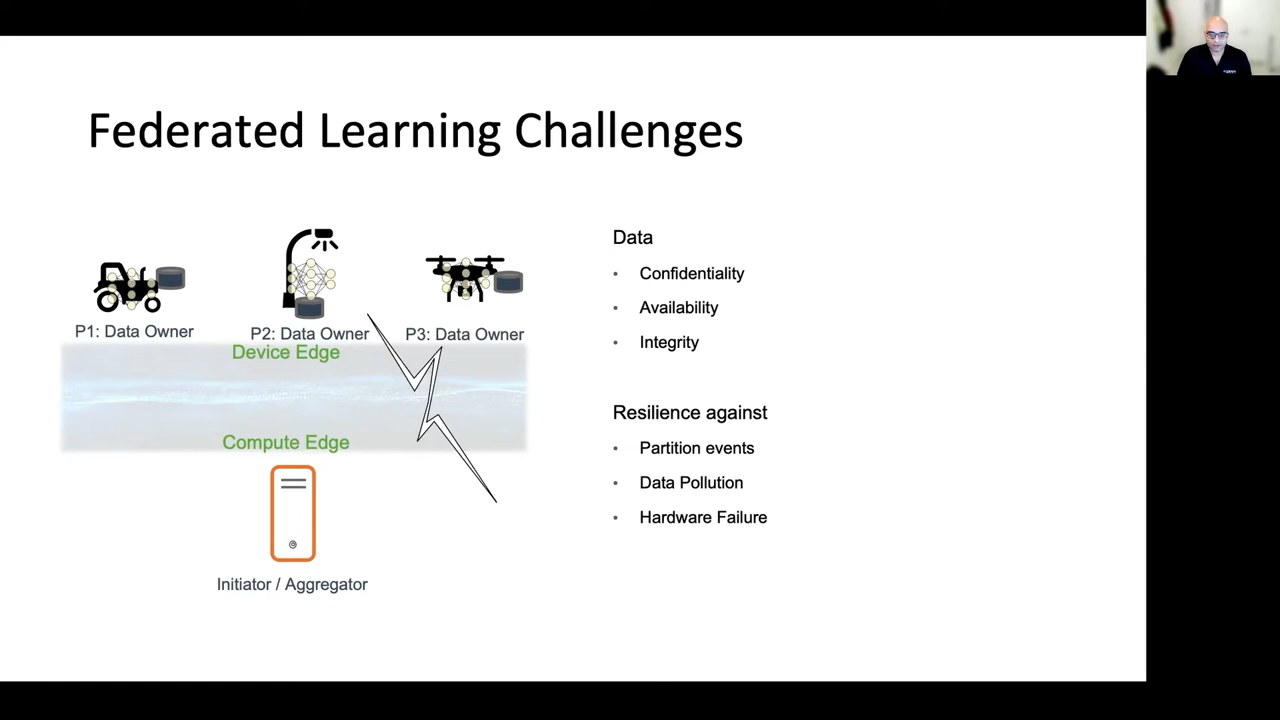 Federated Learning Challenges
P1: Data Owner
P2: Data Owner
P3: Data Owner
Device Edge
Compute Edge
Initiator / Aggregator
Data
• Confidentiality
• Availability
• Integrity
Resilience against
• Partition events
• Data Pollution
• Hardware Failure